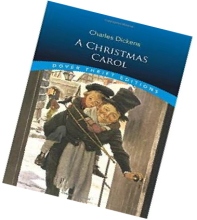 Charles Dickens
A CHRISTMAS
CAROL
DOVER THRIFT EDITIONS